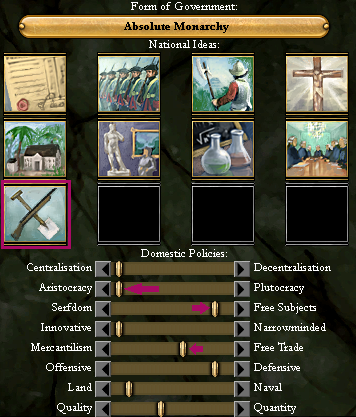 Form of Government:
Absolute Monarchy
National Ideas:
Domestic Policies:
Centralisation Decentralisation
Aristocracy Plutocracy
Serfdom Free Subjects
Innovative Narrowminded
Mercantilism Free Trade
Offensive Defensive
Land Naval
Quality Quantity